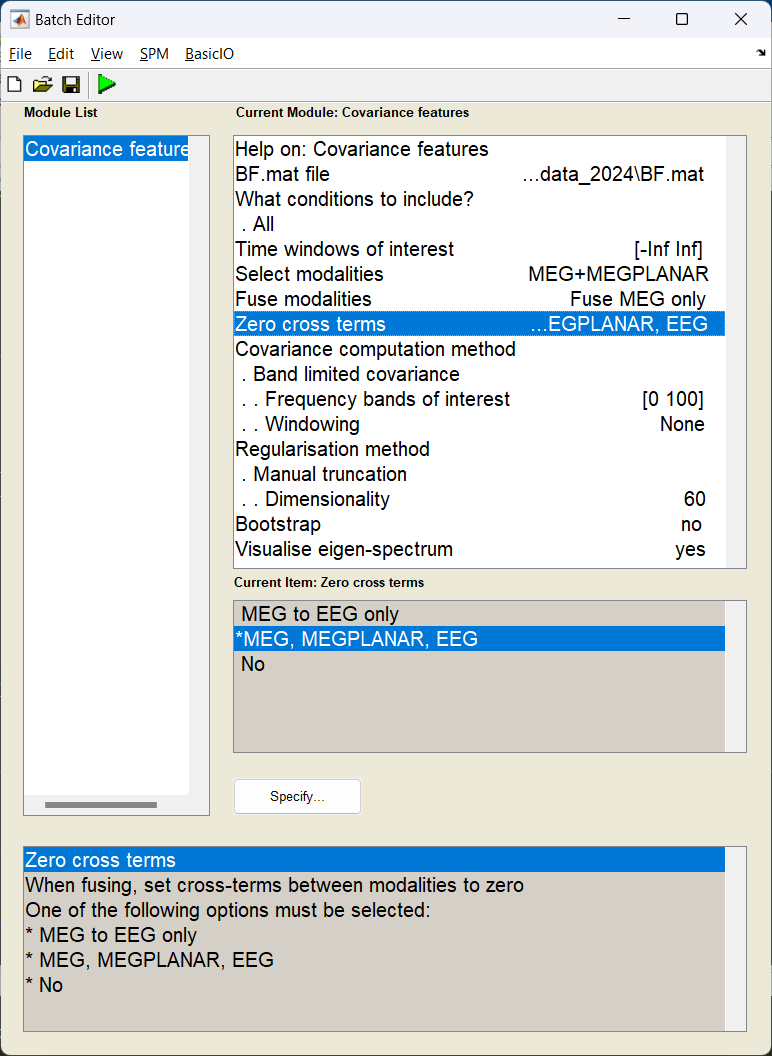 Batch Editor
File Edit View SPM BasicIO
Module List
Covariance feature
Current Module: Covariance features
Help on: Covariance features
BF.mat file ...data_2024\BF.mat
What conditions to include?
. All
Time windows of interest [-Inf Inf]
Select modalities MEG+MEGPLANAR
Fuse modalities Fuse MEG only
Zero cross terms ...EGPLANAR, EEG
Covariance computation method
. Band limited covariance
. . Frequency bands of interest [0 100]
. . Windowing None
Regularisation method
. Manual truncation
. . Dimensionality 60
Bootstrap no
Visualise eigen-spectrum yes
Current Item: Zero cross terms
MEG to EEG only
*MEG, MEGPLANAR, EEG
No
Specify...
Zero cross terms
When fusing, set cross-terms between modalities to zero
One of the following options must be selected:
* MEG to EEG only
* MEG, MEGPLANAR, EEG
* No